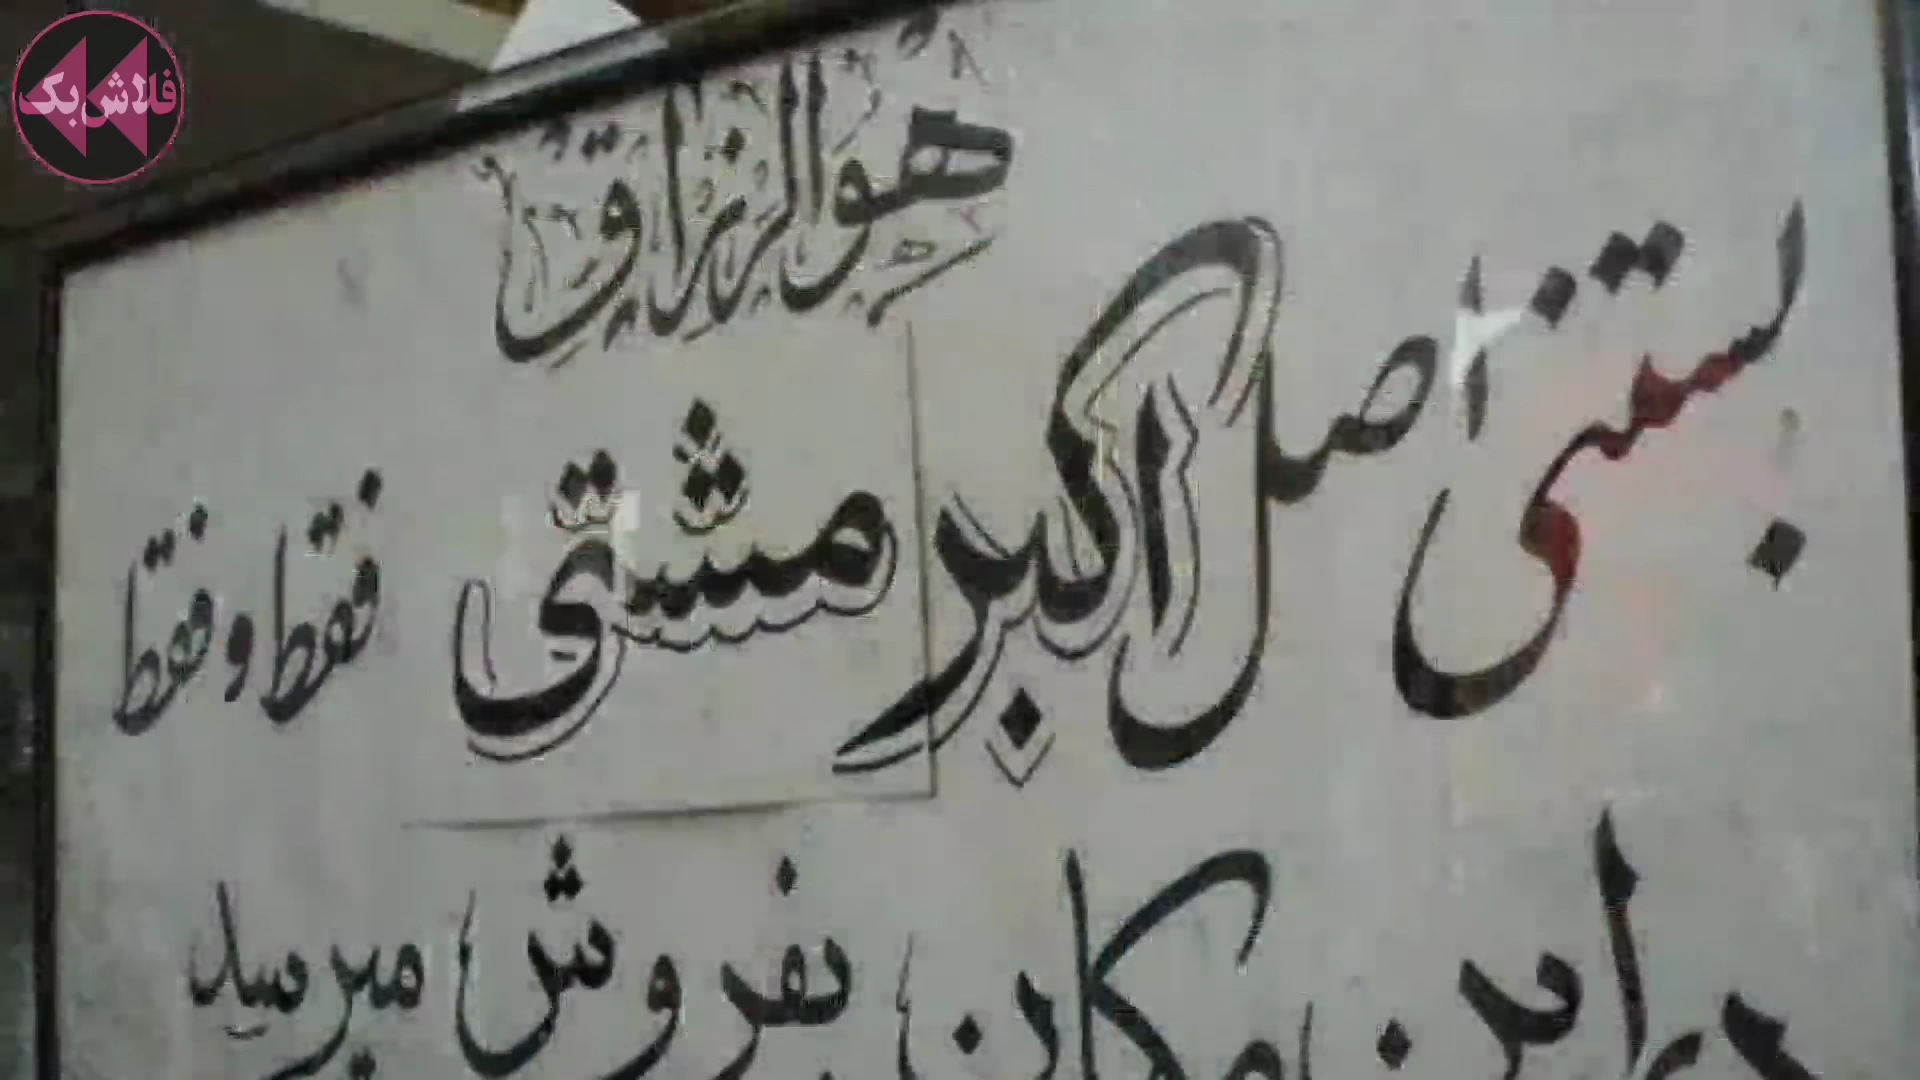 فلاش بک
هوالرزاق
بستنی اصل اکبر مشتی فقط و فقط
در این مکان بفروش میرسد